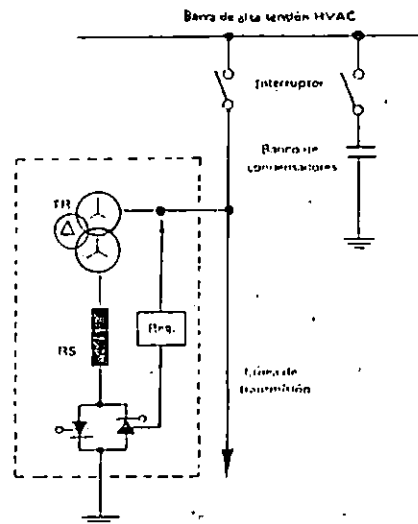 Barra de alta tensión HVAC
Interruptor
Banco de
condensadores
TR
Reg.
RS
Línea de
transmisión